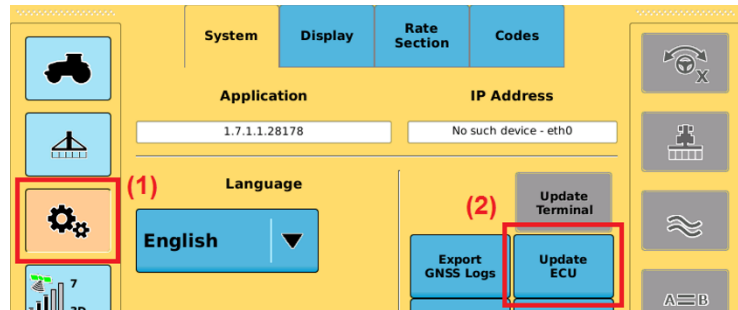 System
Display
Rate
Section
Codes
Application
IP Address
1.7.1.1.28178
No such device - eth0
(1)
Language
English
(2)
Update
Terminal
Export
GNSS Logs
Update
ECU
7
3D
X
A=B